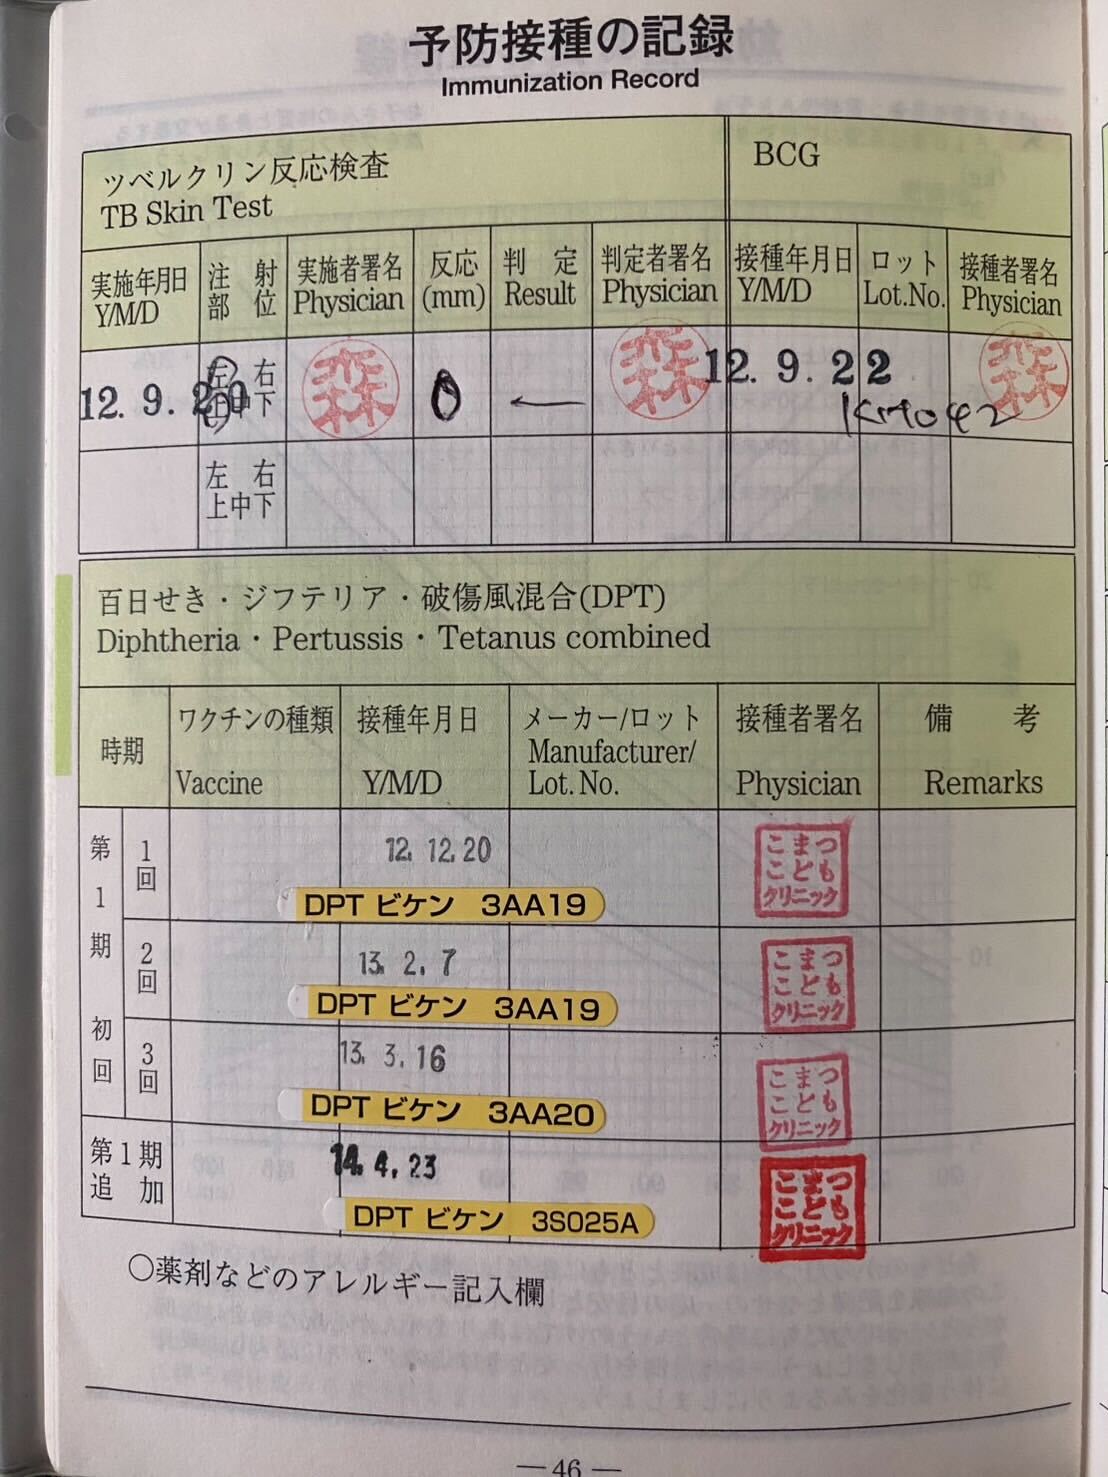 予防接種の記録
Immunization Record
ツベルクリン反応検査
TB Skin Test
BCG
実施年月日
Y/M/D
注射
部位
実施者署名
Physician
反応
(mm)
判定
Result
判定者署名
Physician
接種年月日
Y/M/D
ロット
Lot.No.
接種者署名
Physician
12.9.20
左 右
上中下
森
0
森
12.9.22
森
左 右
上中下
百日せき・ジフテリア・破傷風混合(DPT)
Diphtheria・Pertussis・Tetanus combined
時期
ワクチンの種類
Vaccine
接種年月日
Y/M/D
メーカー/ロット
Manufacturer/
Lot.No.
接種者署名
Physician
備考
Remarks
第1期初回
1回
12.12.20
DPT ビケン 3AA19
こまつ
こども
クリニック
2回
13.2.7
DPT ビケン 3AA19
こまつ
こども
クリニック
3回
13.3.16
DPT ビケン 3AA20
こまつ
こども
クリニック
第1期
追加
14.4.23
DPT ビケン 3S025A
こまつ
こども
クリニック
○薬剤などのアレルギー記入欄
— 46 —